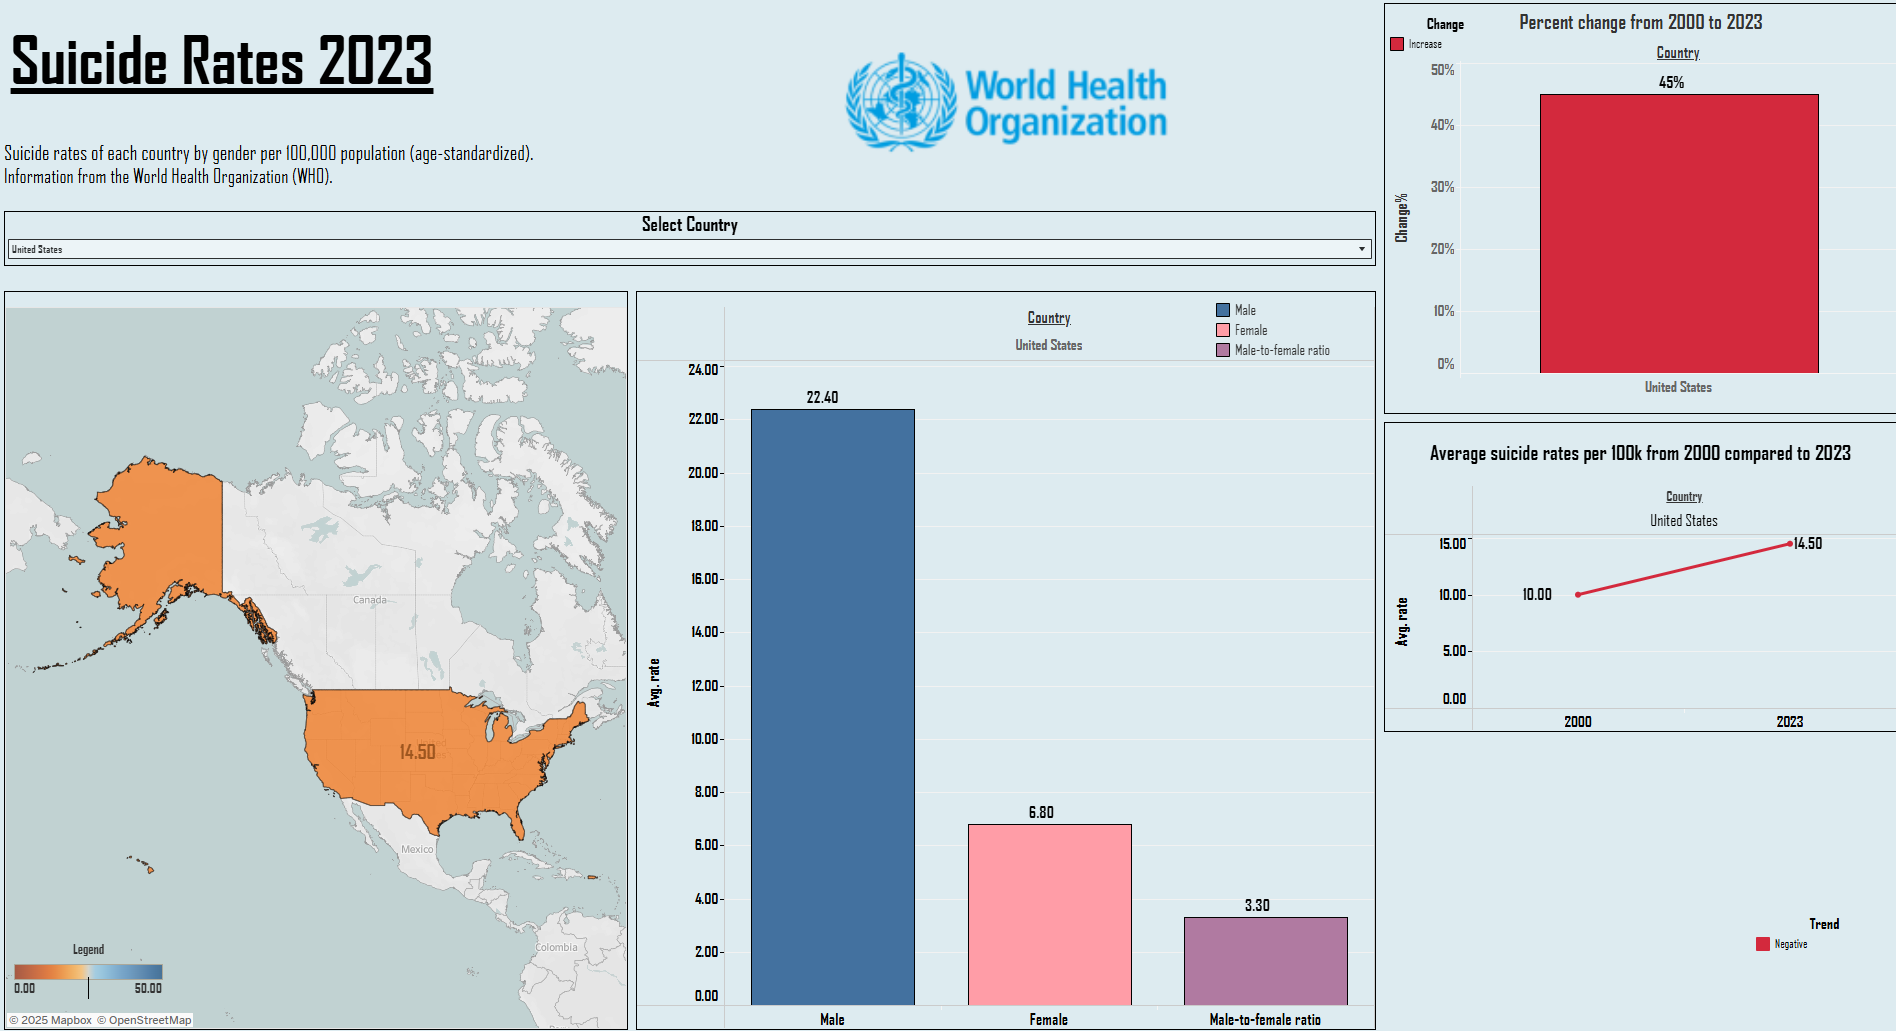 Suicide Rates 2023
Suicide rates of each country by gender per 100,000 population (age-standardized).
Information from the World Health Organization (WHO).
World Health
Organization
Select Country
United States
Canada
14.50
Mexico
Colombia
Legend
0.00
50.00
© 2025 Mapbox © OpenStreetMap
Country
United States
Male
Female
Male-to-female ratio
Avg. rate
24.00
22.00
20.00
18.00
16.00
14.00
12.00
10.00
8.00
6.00
4.00
2.00
0.00
22.40
6.80
3.30
Male
Female
Male-to-female ratio
Change
Increase
Percent change from 2000 to 2023
Country
Change%
50%
40%
30%
20%
10%
0%
45%
United States
Average suicide rates per 100k from 2000 compared to 2023
Country
United States
Avg. rate
15.00
10.00
5.00
0.00
10.00
14.50
2000
2023
Trend
Negative